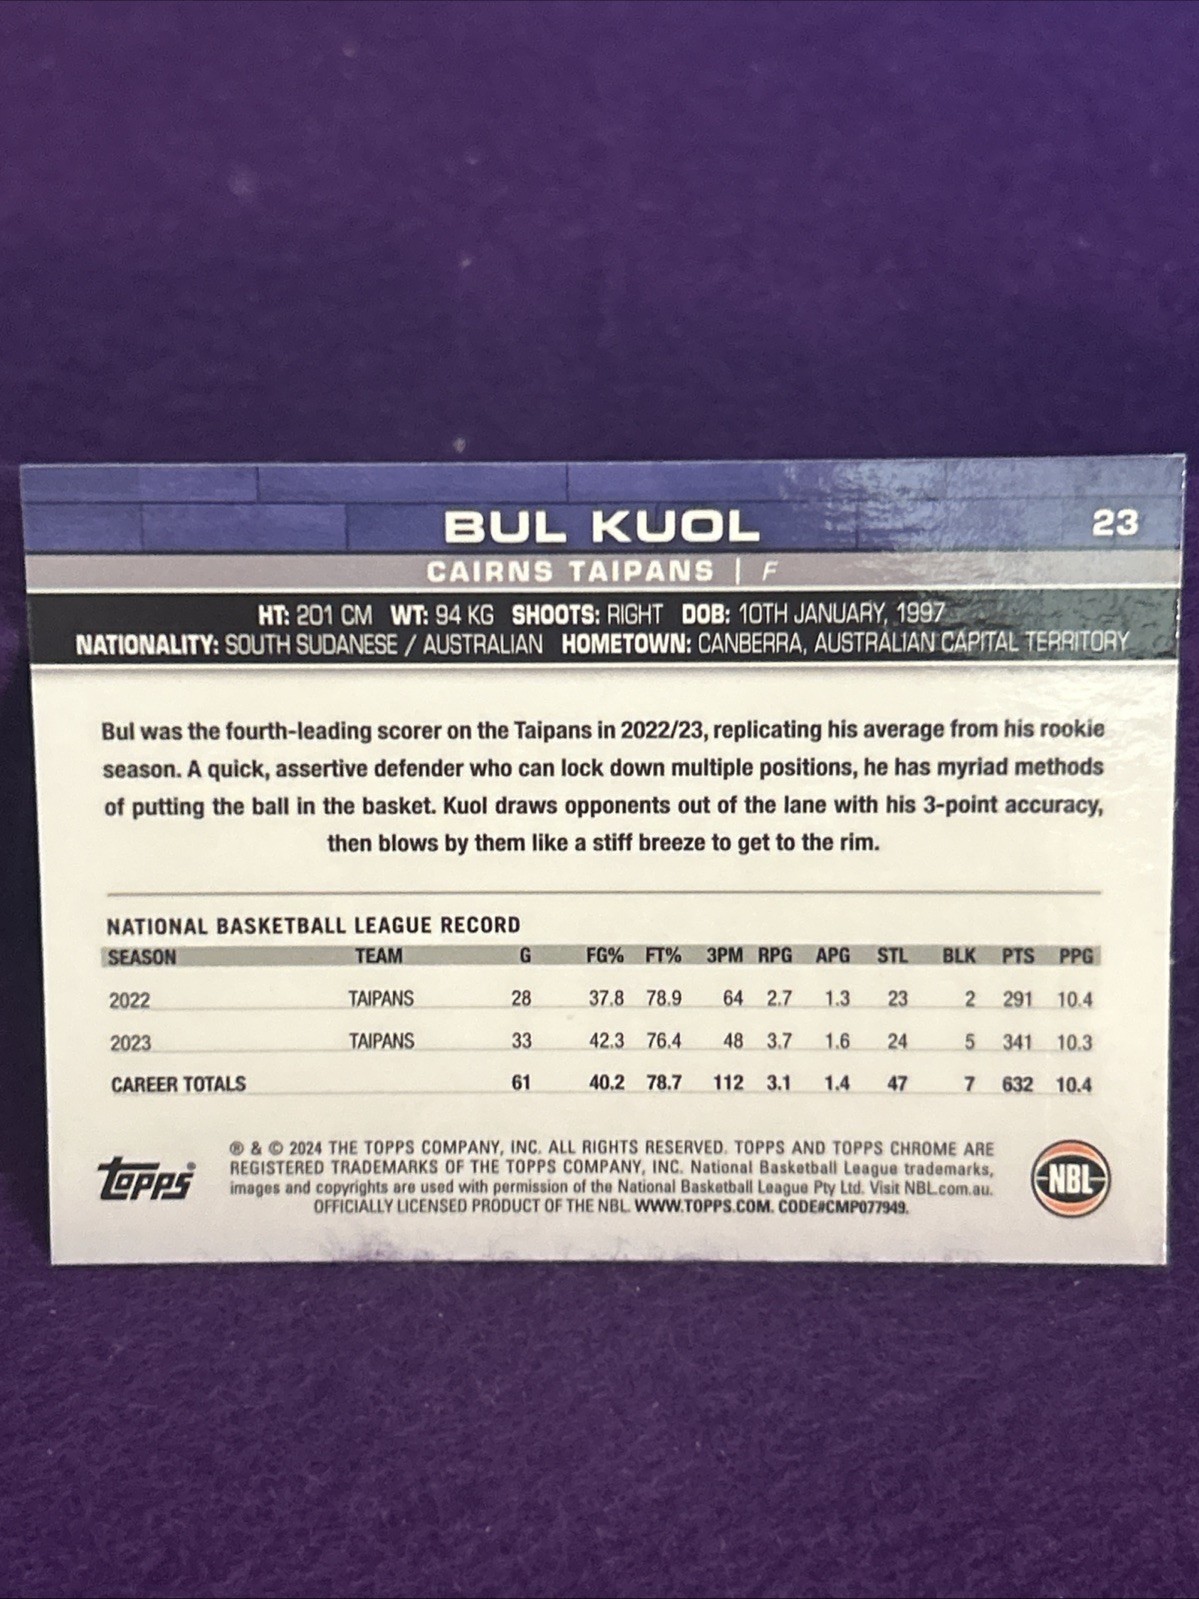 BUL KUOL 23
CAIRNS TAIPANS | F
HT: 201 CM WT: 94 KG SHOOTS: RIGHT DOB: 10TH JANUARY, 1997
NATIONALITY: SOUTH SUDANESE / AUSTRALIAN HOMETOWN: CANBERRA, AUSTRALIAN CAPITAL TERRITORY
Bul was the fourth-leading scorer on the Taipans in 2022/23, replicating his average from his rookie
season. A quick, assertive defender who can lock down multiple positions, he has myriad methods
of putting the ball in the basket. Kuol draws opponents out of the lane with his 3-point accuracy,
then blows by them like a stiff breeze to get to the rim.
NATIONAL BASKETBALL LEAGUE RECORD
SEASON TEAM G FG% FT% 3PM RPG APG STL BLK PTS PPG
2022 TAIPANS 28 37.8 78.9 64 2.7 1.3 23 2 291 10.4
2023 TAIPANS 33 42.3 76.4 48 3.7 1.6 24 5 341 10.3
CAREER TOTALS 61 40.2 78.7 112 3.1 1.4 47 7 632 10.4
® & © 2024 THE TOPPS COMPANY, INC. ALL RIGHTS RESERVED. TOPPS AND TOPPS CHROME ARE
REGISTERED TRADEMARKS OF THE TOPPS COMPANY, INC. National Basketball League trademarks,
images and copyrights are used with permission of the National Basketball League Pty Ltd. Visit NBL.com.au.
OFFICIALLY LICENSED PRODUCT OF THE NBL. WWW.TOPPS.COM. CODE#CMP077949.
Topps®
NBL